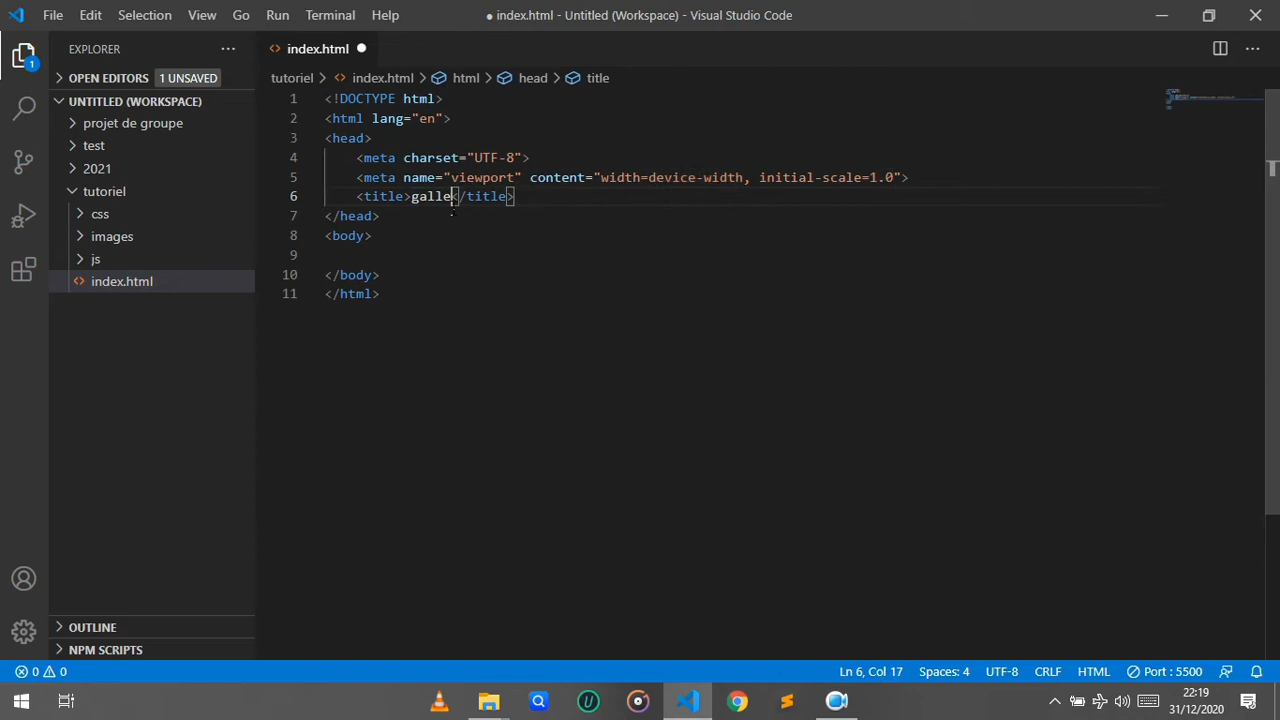 File Edit Selection View Go Run Terminal Help
● index.html - Untitled (Workspace) - Visual Studio Code
EXPLORER
1
OPEN EDITORS 1 UNSAVED
UNTITLED (WORKSPACE)
projet de groupe
test
2021
tutoriel
css
images
js
index.html
OUTLINE
NPM SCRIPTS
index.html
tutoriel > index.html > html > head > title
1 <!DOCTYPE html>
2 <html lang="en">
3 <head>
4 <meta charset="UTF-8">
5 <meta name="viewport" content="width=device-width, initial-scale=1.0">
6 <title>galle</title>
7 </head>
8 <body>
9
10 </body>
11 </html>
0 0 Ln 6, Col 17 Spaces: 4 UTF-8 CRLF HTML Port : 5500
22:19
31/12/2020